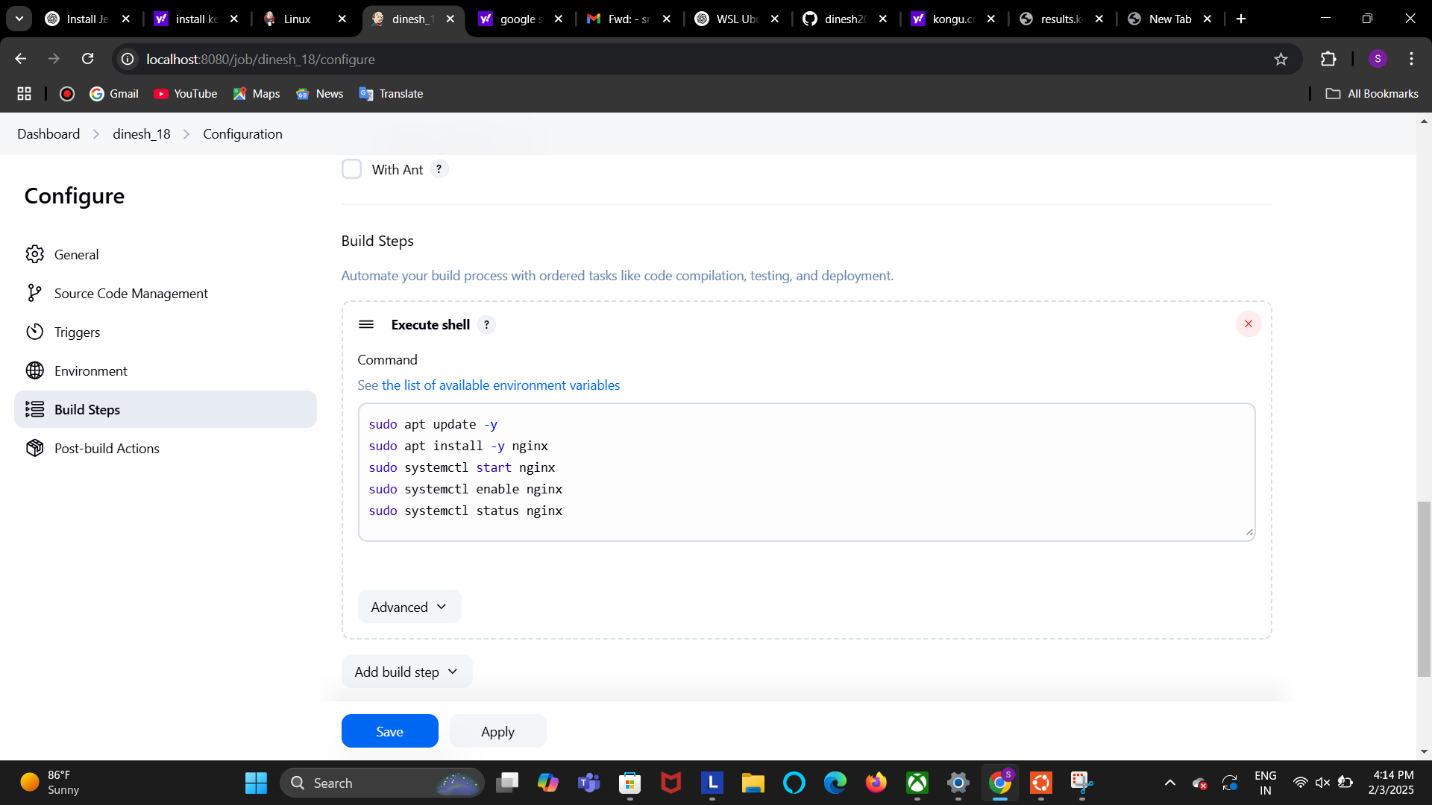 Install Je
install ke
Linux
dinesh_1
google s
Fwd: - sr
WSL Ub
dinesh2
kongu.c
results.k
New Tab
localhost:8080/job/dinesh_18/configure
S
Gmail
YouTube
Maps
News
Translate
All Bookmarks
Dashboard
dinesh_18
Configuration
With Ant ?
Configure
General
Source Code Management
Triggers
Environment
Build Steps
Post-build Actions
Build Steps
Automate your build process with ordered tasks like code compilation, testing, and deployment.
Execute shell ?
Command
See the list of available environment variables
sudo apt update -y
sudo apt install -y nginx
sudo systemctl start nginx
sudo systemctl enable nginx
sudo systemctl status nginx
Advanced
Add build step
Save
Apply
86°F
Sunny
Search
ENG
IN
4:14 PM
2/3/2025